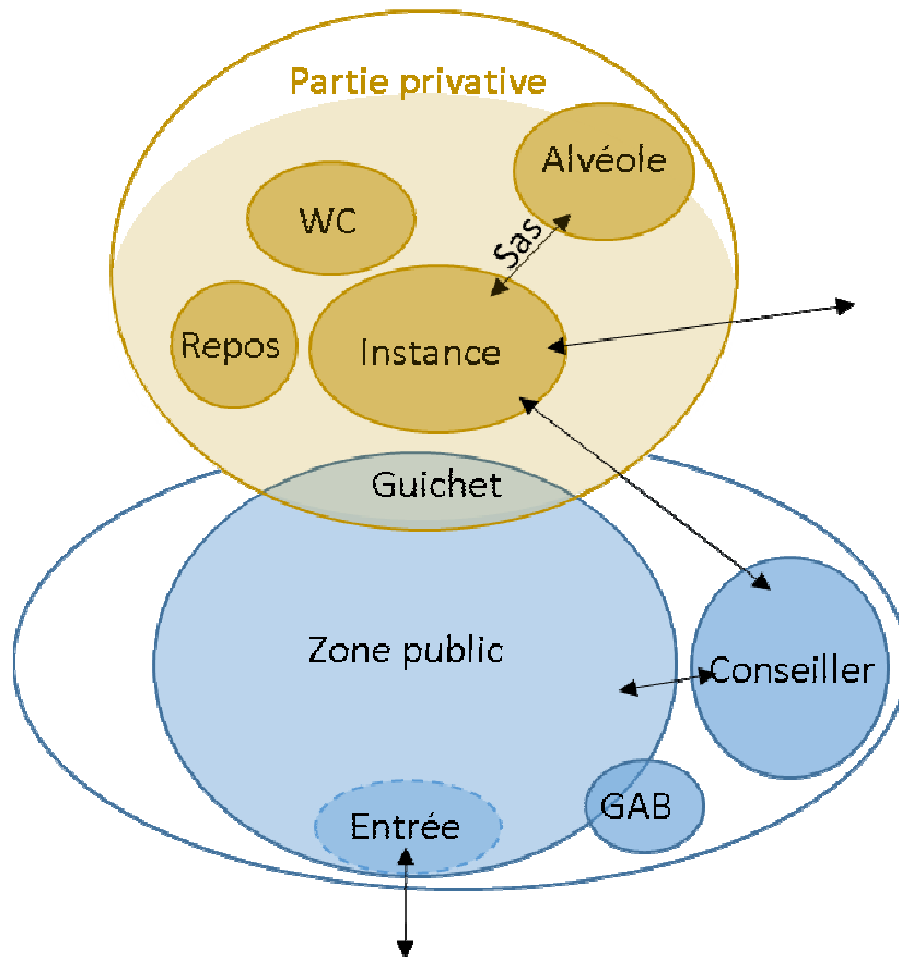 Partie privative
Alvéole
WC
Sas
Repos
Instance
Guichet
Zone public
Conseiller
GAB
Entrée